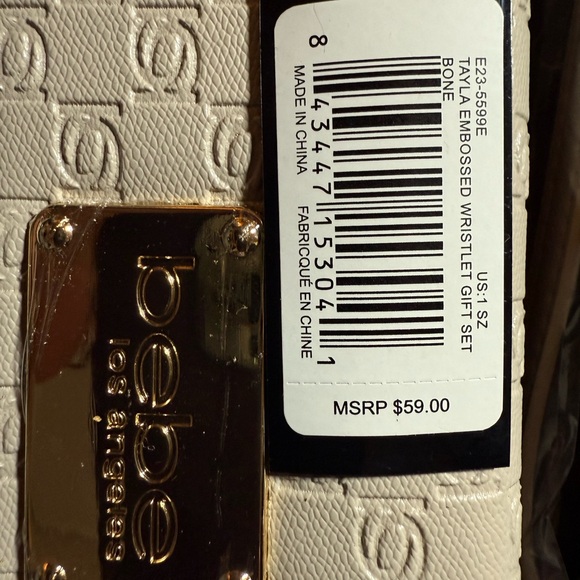 E23-5599E
US:1 SZ
TAYLA EMBOSSED WRISTLET GIFT SET
BONE
8 43447 15304 1
MADE IN CHINA FABRIQUÉ EN CHINE
MSRP $59.00
bebe
los angeles